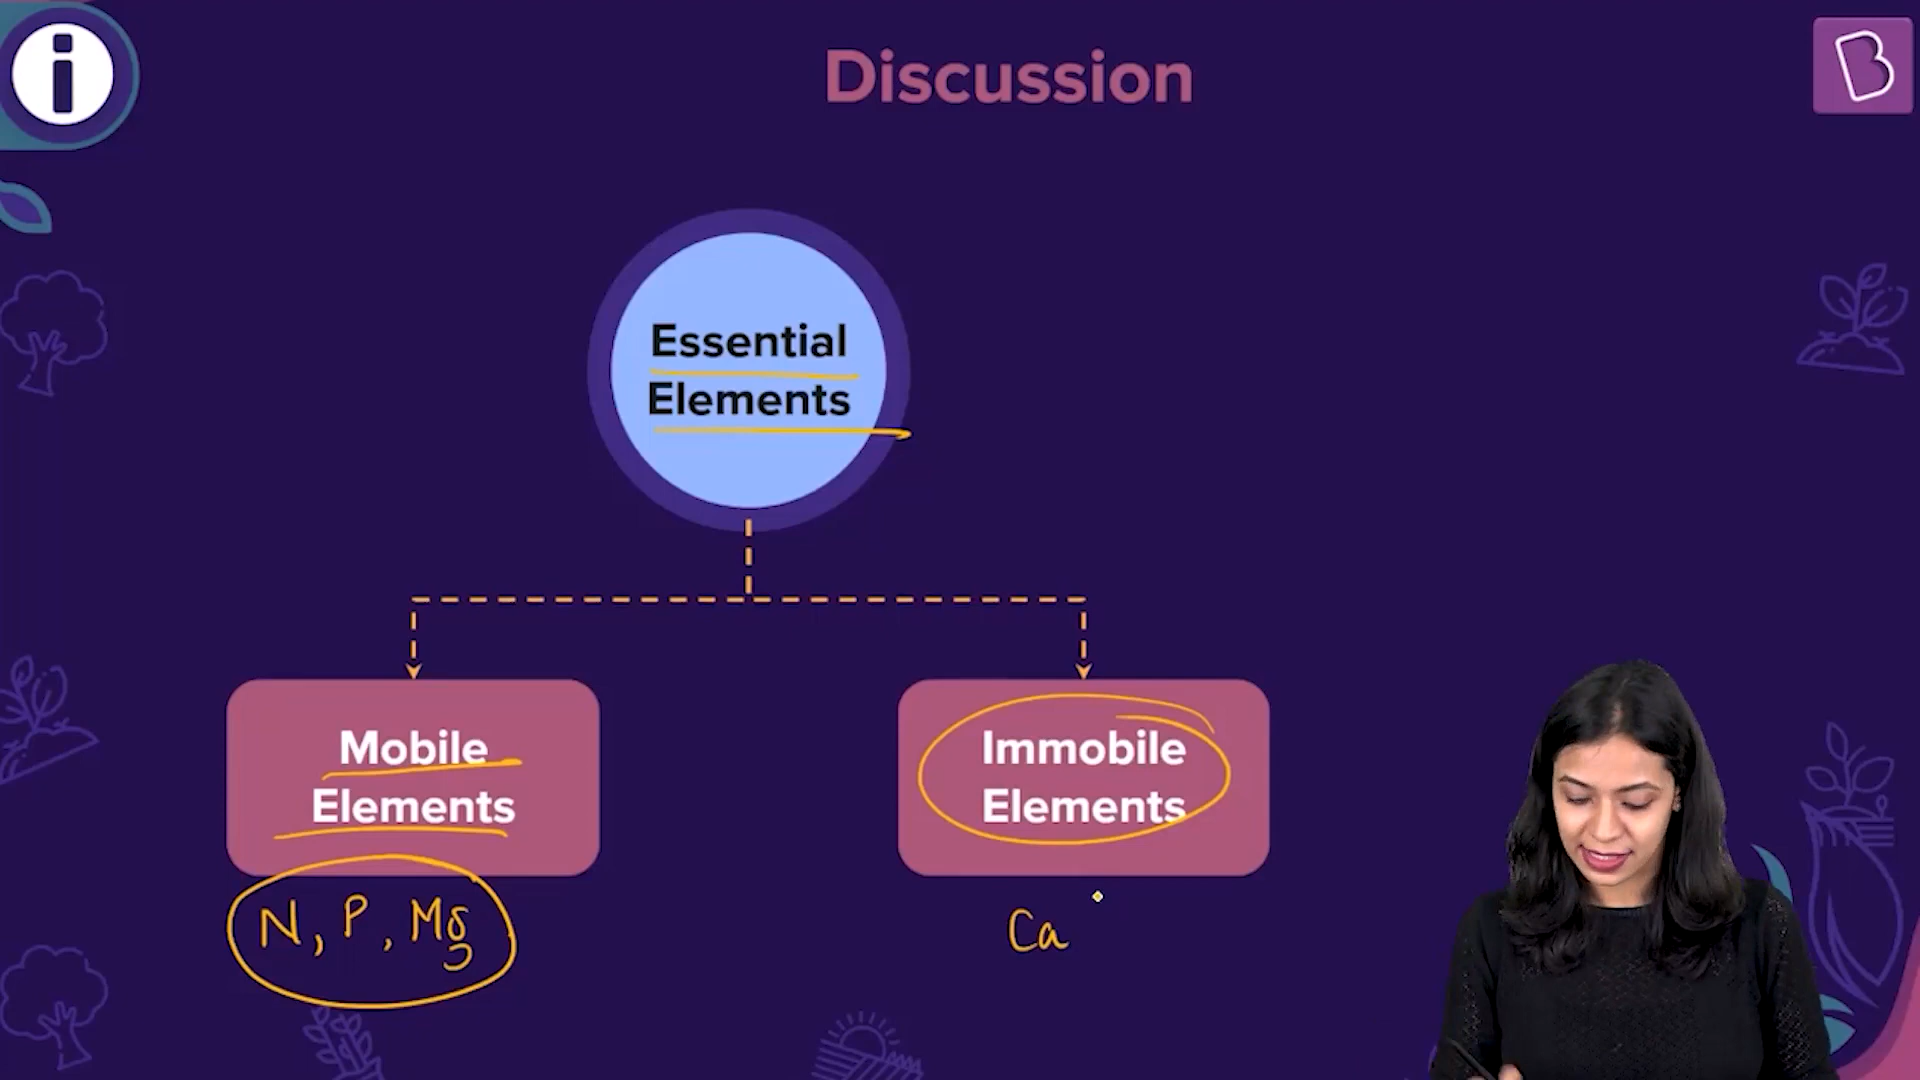 Discussion
Essential
Elements
Mobile
Elements
Immobile
Elements
N, P, Mg
Ca